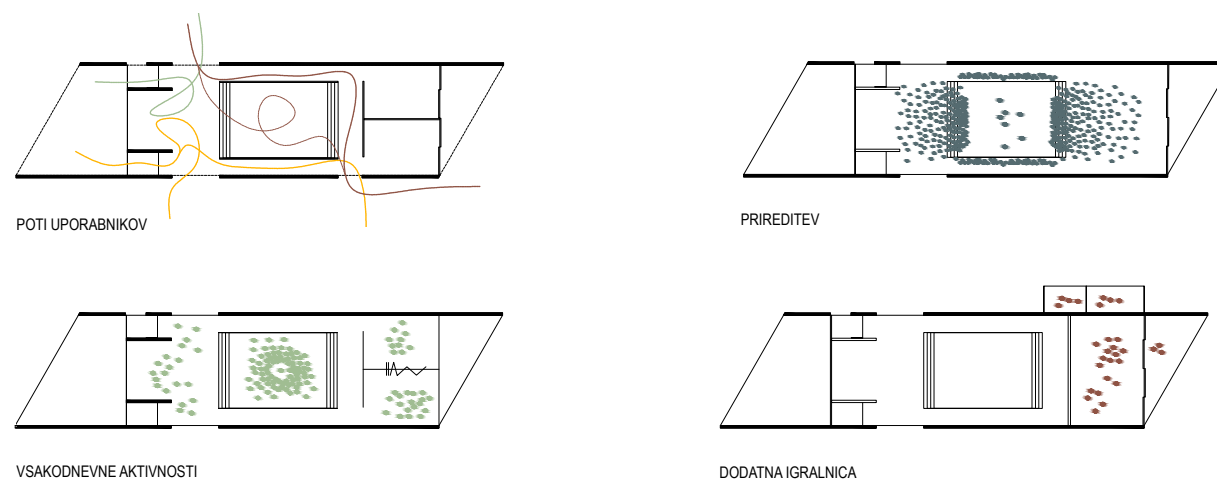 POTI UPORABNIKOV
PRIREDITEV
VSAKODNEVNE AKTIVNOSTI
DODATNA IGRALNICA